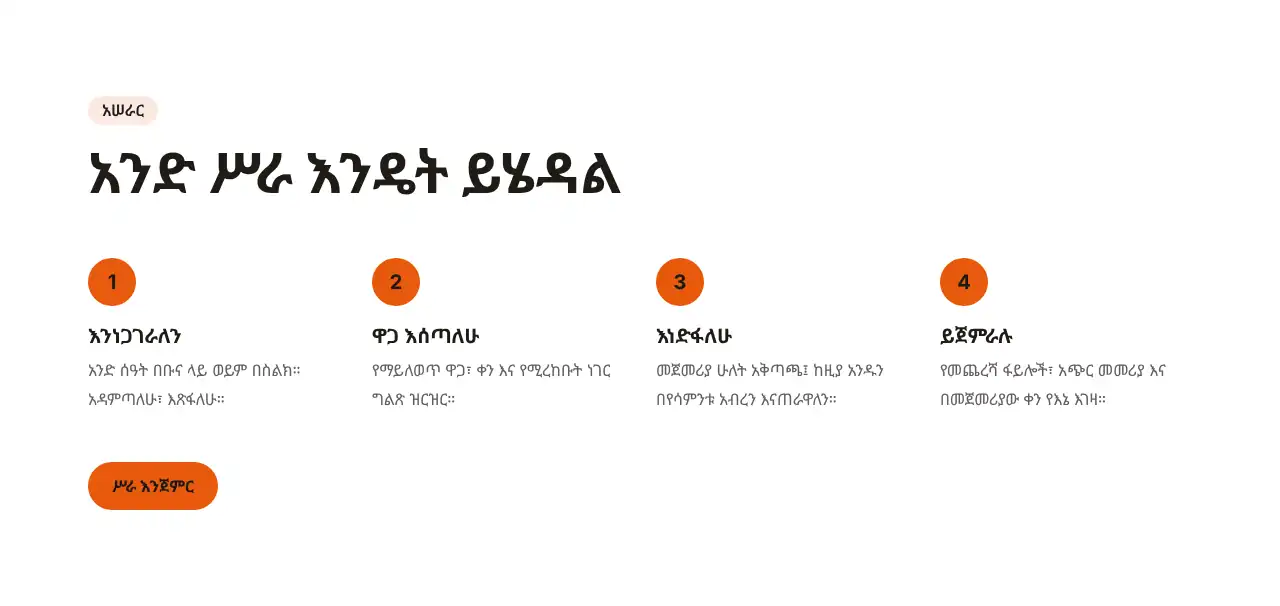 አሠራር
አንድ ሥራ እንዴት ይሄዳል
1
እንነጋገራለን
አንድ ሰዓት በቡና ላይ ወይም በስልክ።
አዳምጣለሁ፣ እጽፋለሁ።
2
ዋጋ እሰጣለሁ
የማይለወጥ ዋጋ፣ ቀን እና የሚረከቡት ነገር
ግልጽ ዝርዝር።
3
እነድፋለሁ
መጀመሪያ ሁለት አቅጣጫ፤ ከዚያ አንዱን
በየሳምንቱ አብረን እናጠራዋለን።
4
ይጀምራሉ
የመጨረሻ ፋይሎች፣ አጭር መመሪያ እና
በመጀመሪያው ቀን የእኔ እገዛ።
ሥራ እንጀምር